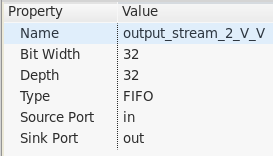 Property Value
Name output_stream_2_V_V
Bit Width 32
Depth 32
Type FIFO
Source Port in
Sink Port out